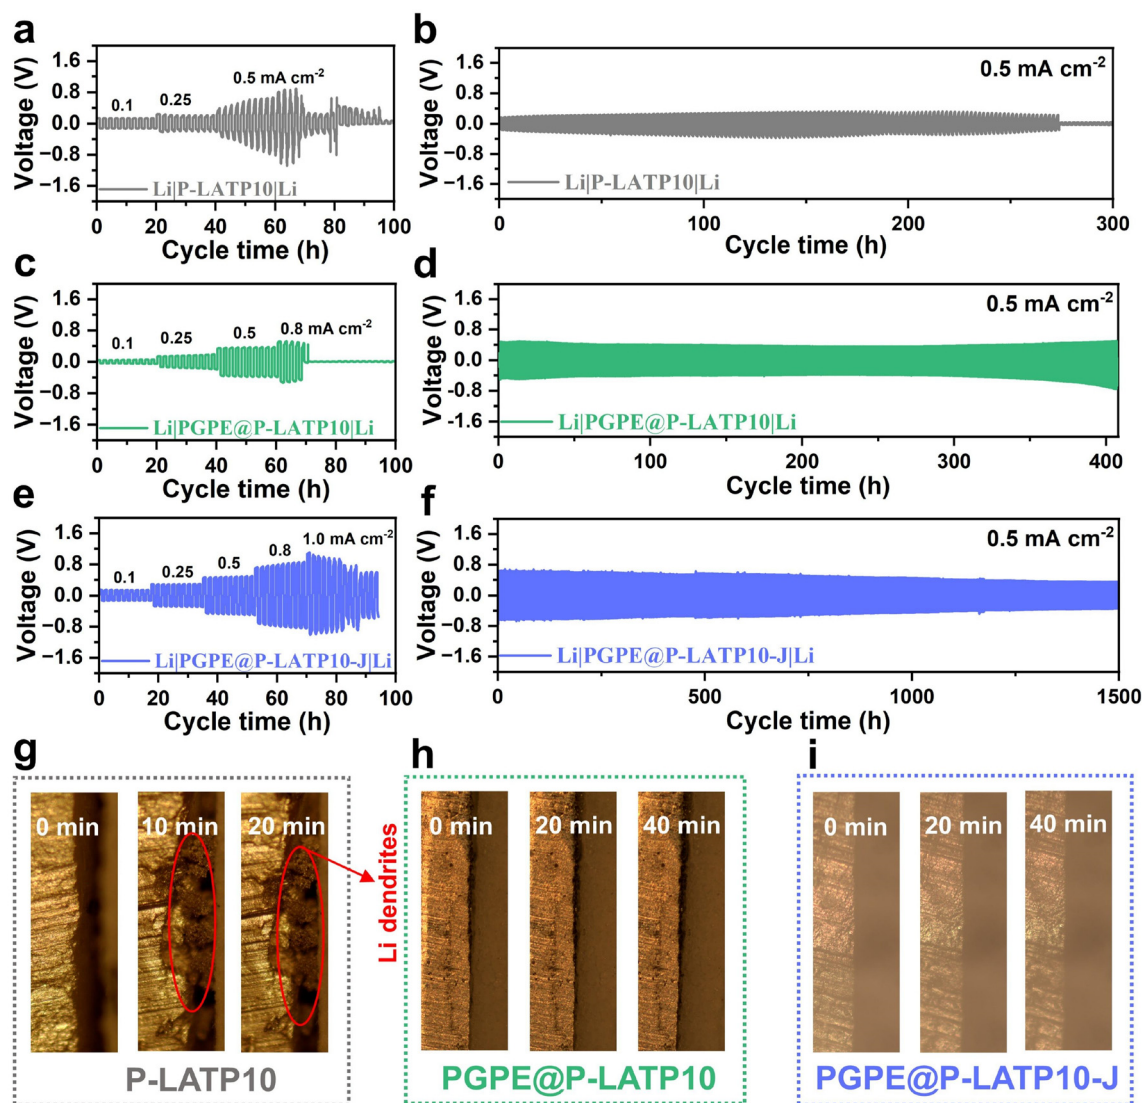 a
1.6
0.8
0.0
−0.8
−1.6
Voltage (V)
0.1
0.25
0.5 mA cm-2
Li|P-LATP10|Li
0 20 40 60 80 100
Cycle time (h)
b
1.6
0.8
0.0
−0.8
−1.6
Voltage (V)
0.5 mA cm-2
Li|P-LATP10|Li
0 100 200 300
Cycle time (h)
c
1.6
0.8
0.0
−0.8
−1.6
Voltage (V)
0.1
0.25
0.5
0.8 mA cm-2
Li|PGPE@P-LATP10|Li
0 20 40 60 80 100
Cycle time (h)
d
1.6
0.8
0.0
-0.8
-1.6
Voltage (V)
0.5 mA cm-2
Li|PGPE@P-LATP10|Li
0 100 200 300 400
Cycle time (h)
e
1.6
0.8
0.0
−0.8
−1.6
Voltage (V)
0.1
0.25
0.5
0.8
1.0 mA cm-2
Li|PGPE@P-LATP10-J|Li
0 20 40 60 80 100
Cycle time (h)
f
1.6
0.8
0.0
−0.8
−1.6
Voltage (V)
0.5 mA cm-2
Li|PGPE@P-LATP10-J|Li
0 500 1000 1500
Cycle time (h)
g
0 min 10 min 20 min
P-LATP10
Li dendrites
h
0 min 20 min 40 min
PGPE@P-LATP10
i
0 min 20 min 40 min
PGPE@P-LATP10-J